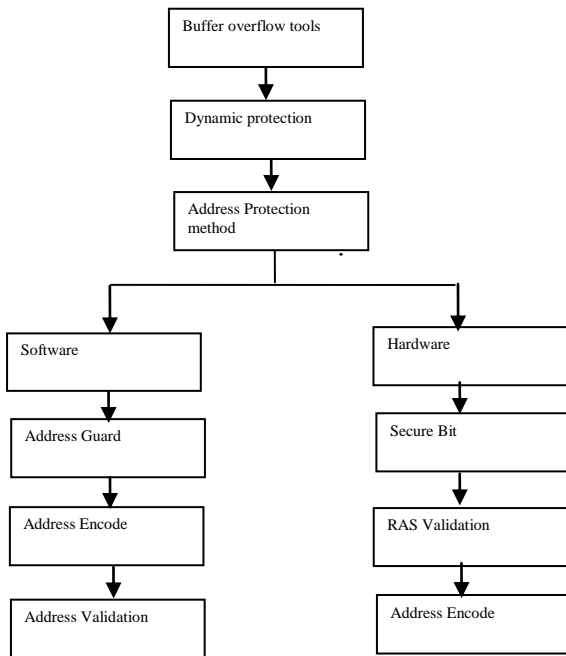 Buffer overflow tools
Dynamic protection
Address Protection
method
Software
Hardware
Address Guard
Secure Bit
Address Encode
RAS Validation
Address Validation
Address Encode